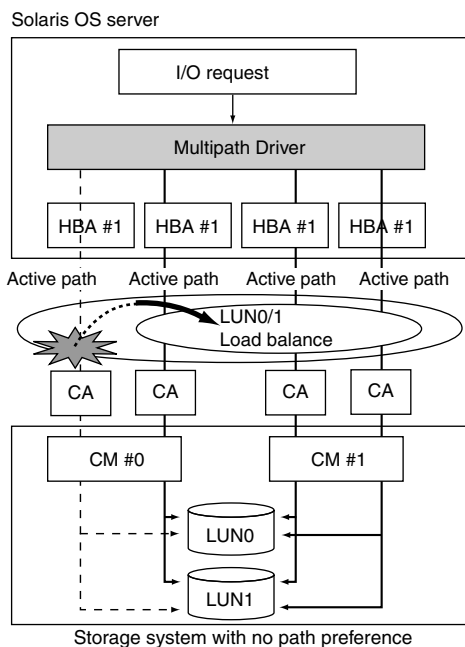 Solaris OS server
I/O request
Multipath Driver
HBA #1 HBA #1 HBA #1 HBA #1
Active path Active path Active path Active path
LUN0/1
Load balance
CA CA CA CA
CM #0 CM #1
LUN0
LUN1
Storage system with no path preference